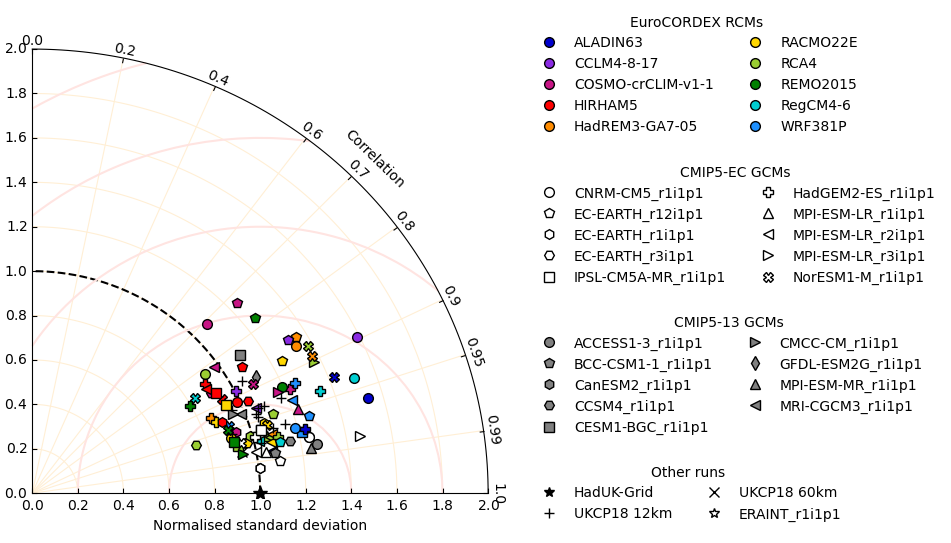 0.0
0.2
0.4
0.6
Correlation
0.7
0.8
0.9
0.95
0.99
1.0
2.0
1.8
1.6
1.4
1.2
1.0
0.8
0.6
0.4
0.2
0.0
0.0 0.2 0.4 0.6 0.8 1.0 1.2 1.4 1.6 1.8 2.0
Normalised standard deviation
EuroCORDEX RCMs
ALADIN63
CCLM4-8-17
COSMO-crCLIM-v1-1
HIRHAM5
HadREM3-GA7-05
RACMO22E
RCA4
REMO2015
RegCM4-6
WRF381P
CMIP5-EC GCMs
CNRM-CM5_r1i1p1
EC-EARTH_r12i1p1
EC-EARTH_r1i1p1
EC-EARTH_r3i1p1
IPSL-CM5A-MR_r1i1p1
HadGEM2-ES_r1i1p1
MPI-ESM-LR_r1i1p1
MPI-ESM-LR_r2i1p1
MPI-ESM-LR_r3i1p1
NorESM1-M_r1i1p1
CMIP5-13 GCMs
ACCESS1-3_r1i1p1
BCC-CSM1-1_r1i1p1
CanESM2_r1i1p1
CCSM4_r1i1p1
CESM1-BGC_r1i1p1
CMCC-CM_r1i1p1
GFDL-ESM2G_r1i1p1
MPI-ESM-MR_r1i1p1
MRI-CGCM3_r1i1p1
Other runs
HadUK-Grid
UKCP18 12km
UKCP18 60km
ERAINT_r1i1p1